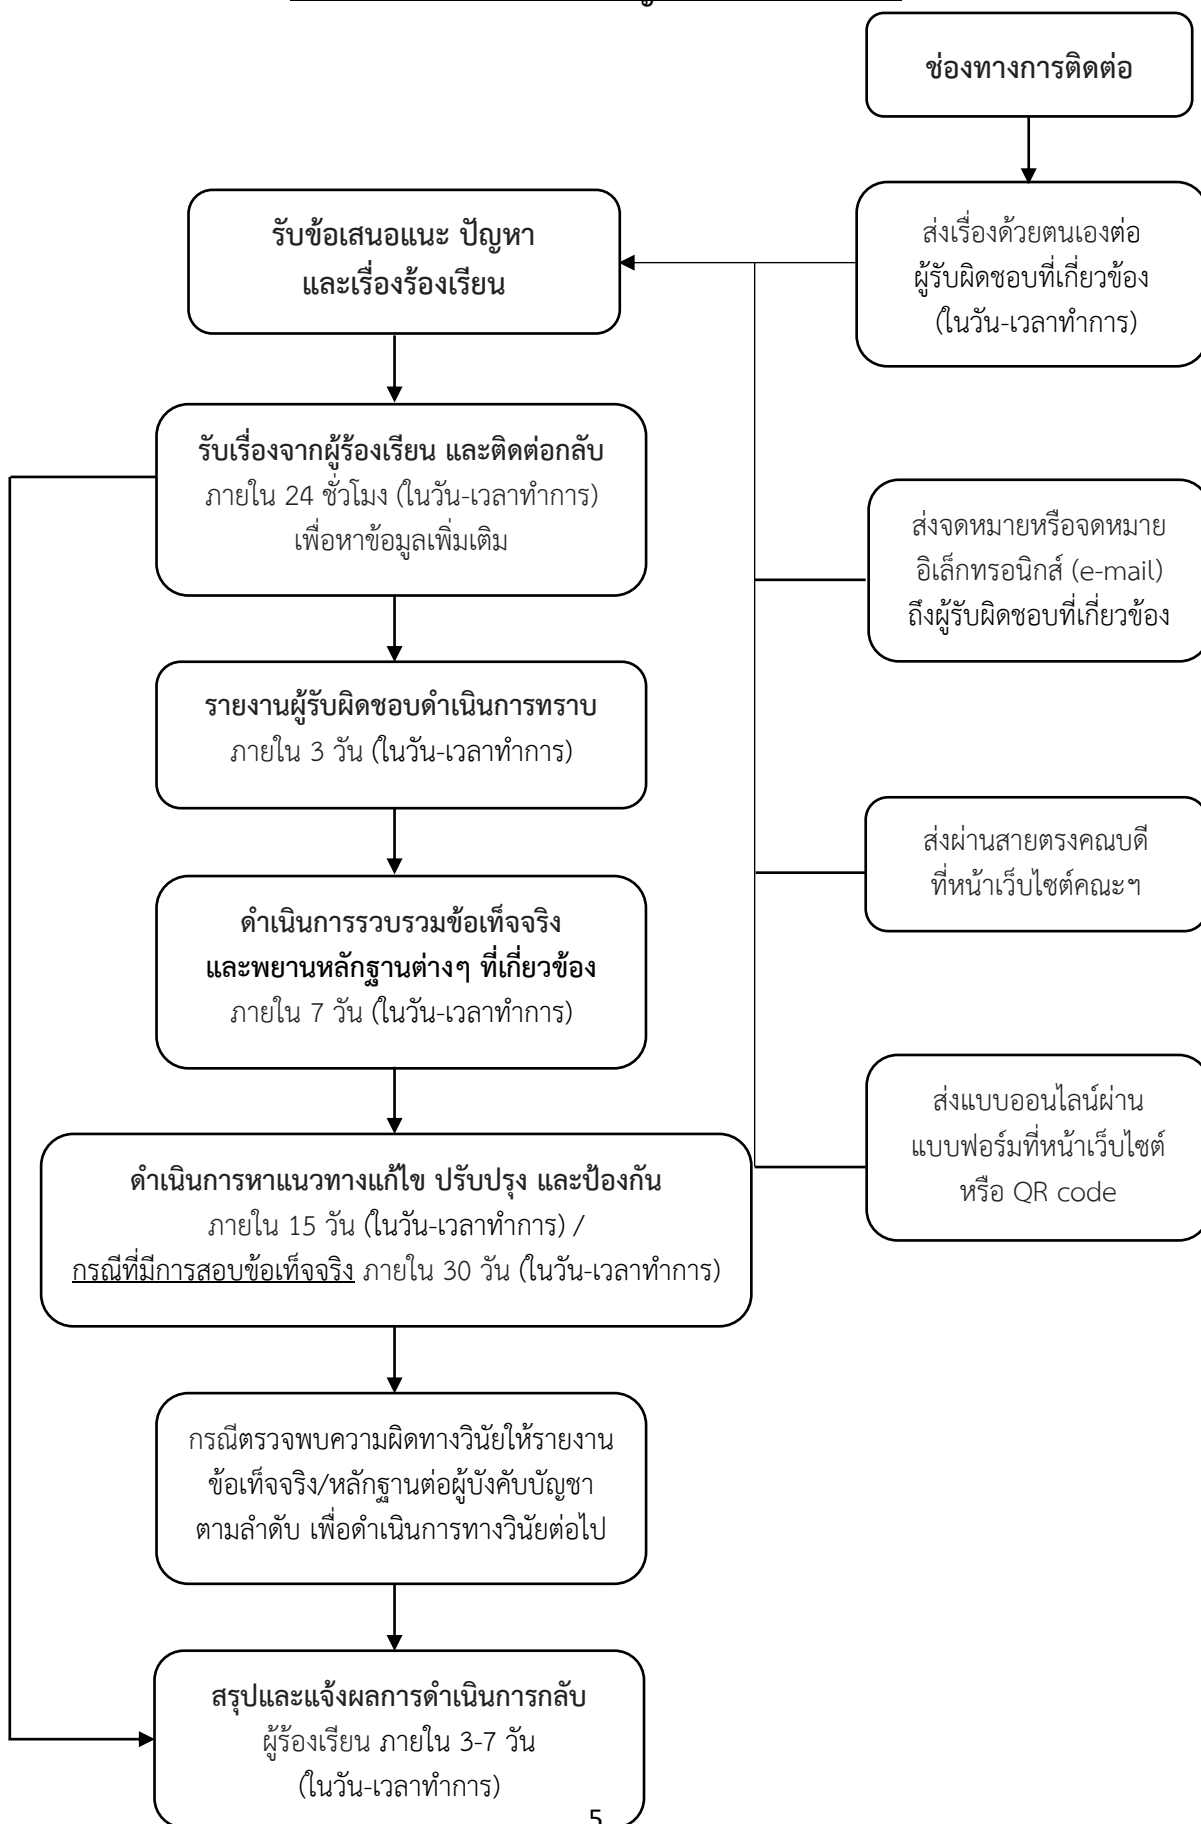 ช่องทางการติดต่อ
ส่งเรื่องด้วยตนเองต่อ
ผู้รับผิดชอบที่เกี่ยวข้อง
(ในวัน-เวลาทำการ)
รับข้อเสนอแนะ ปัญหา
และเรื่องร้องเรียน
รับเรื่องจากผู้ร้องเรียน และติดต่อกลับ
ภายใน 24 ชั่วโมง (ในวัน-เวลาทำการ)
เพื่อหาข้อมูลเพิ่มเติม
ส่งจดหมายหรือจดหมาย
อิเล็กทรอนิกส์ (e-mail)
ถึงผู้รับผิดชอบที่เกี่ยวข้อง
รายงานผู้รับผิดชอบดำเนินการทราบ
ภายใน 3 วัน (ในวัน-เวลาทำการ)
ส่งผ่านสายตรงคณบดี
ที่หน้าเว็บไซต์คณะฯ
ดำเนินการรวบรวมข้อเท็จจริง
และพยานหลักฐานต่างๆ ที่เกี่ยวข้อง
ภายใน 7 วัน (ในวัน-เวลาทำการ)
ส่งแบบออนไลน์ผ่าน
แบบฟอร์มที่หน้าเว็บไซต์
หรือ QR code
ดำเนินการหาแนวทางแก้ไข ปรับปรุง และป้องกัน
ภายใน 15 วัน (ในวัน-เวลาทำการ) /
กรณีที่มีการสอบข้อเท็จจริง ภายใน 30 วัน (ในวัน-เวลาทำการ)
กรณีตรวจพบความผิดทางวินัยให้รายงาน
ข้อเท็จจริง/หลักฐานต่อผู้บังคับบัญชา
ตามลำดับ เพื่อดำเนินการทางวินัยต่อไป
สรุปและแจ้งผลการดำเนินการกลับ
ผู้ร้องเรียน ภายใน 3-7 วัน
(ในวัน-เวลาทำการ)
5